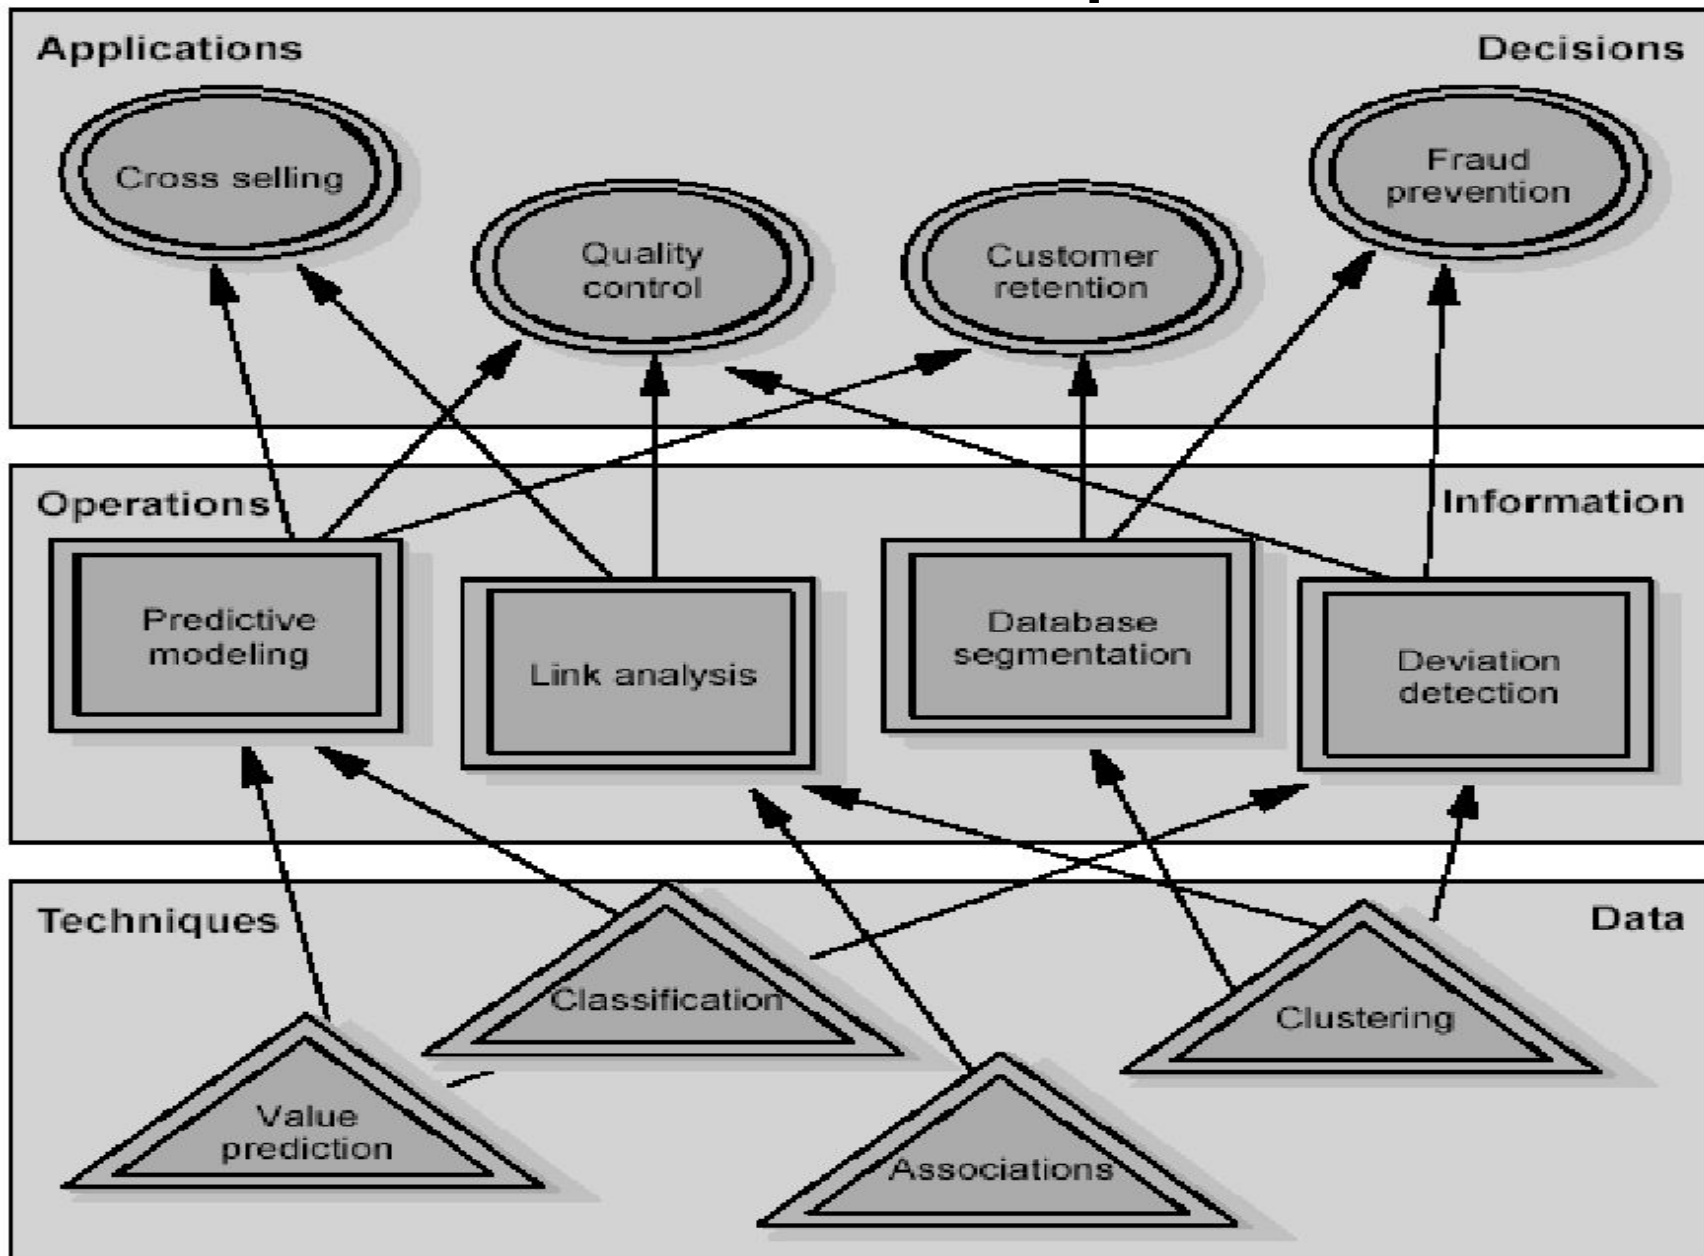 Applications
Decisions
Cross selling
Quality
control
Customer
retention
Fraud
prevention
Operations
Information
Predictive
modeling
Link analysis
Database
segmentation
Deviation
detection
Techniques
Data
Value
prediction
Classification
Associations
Clustering